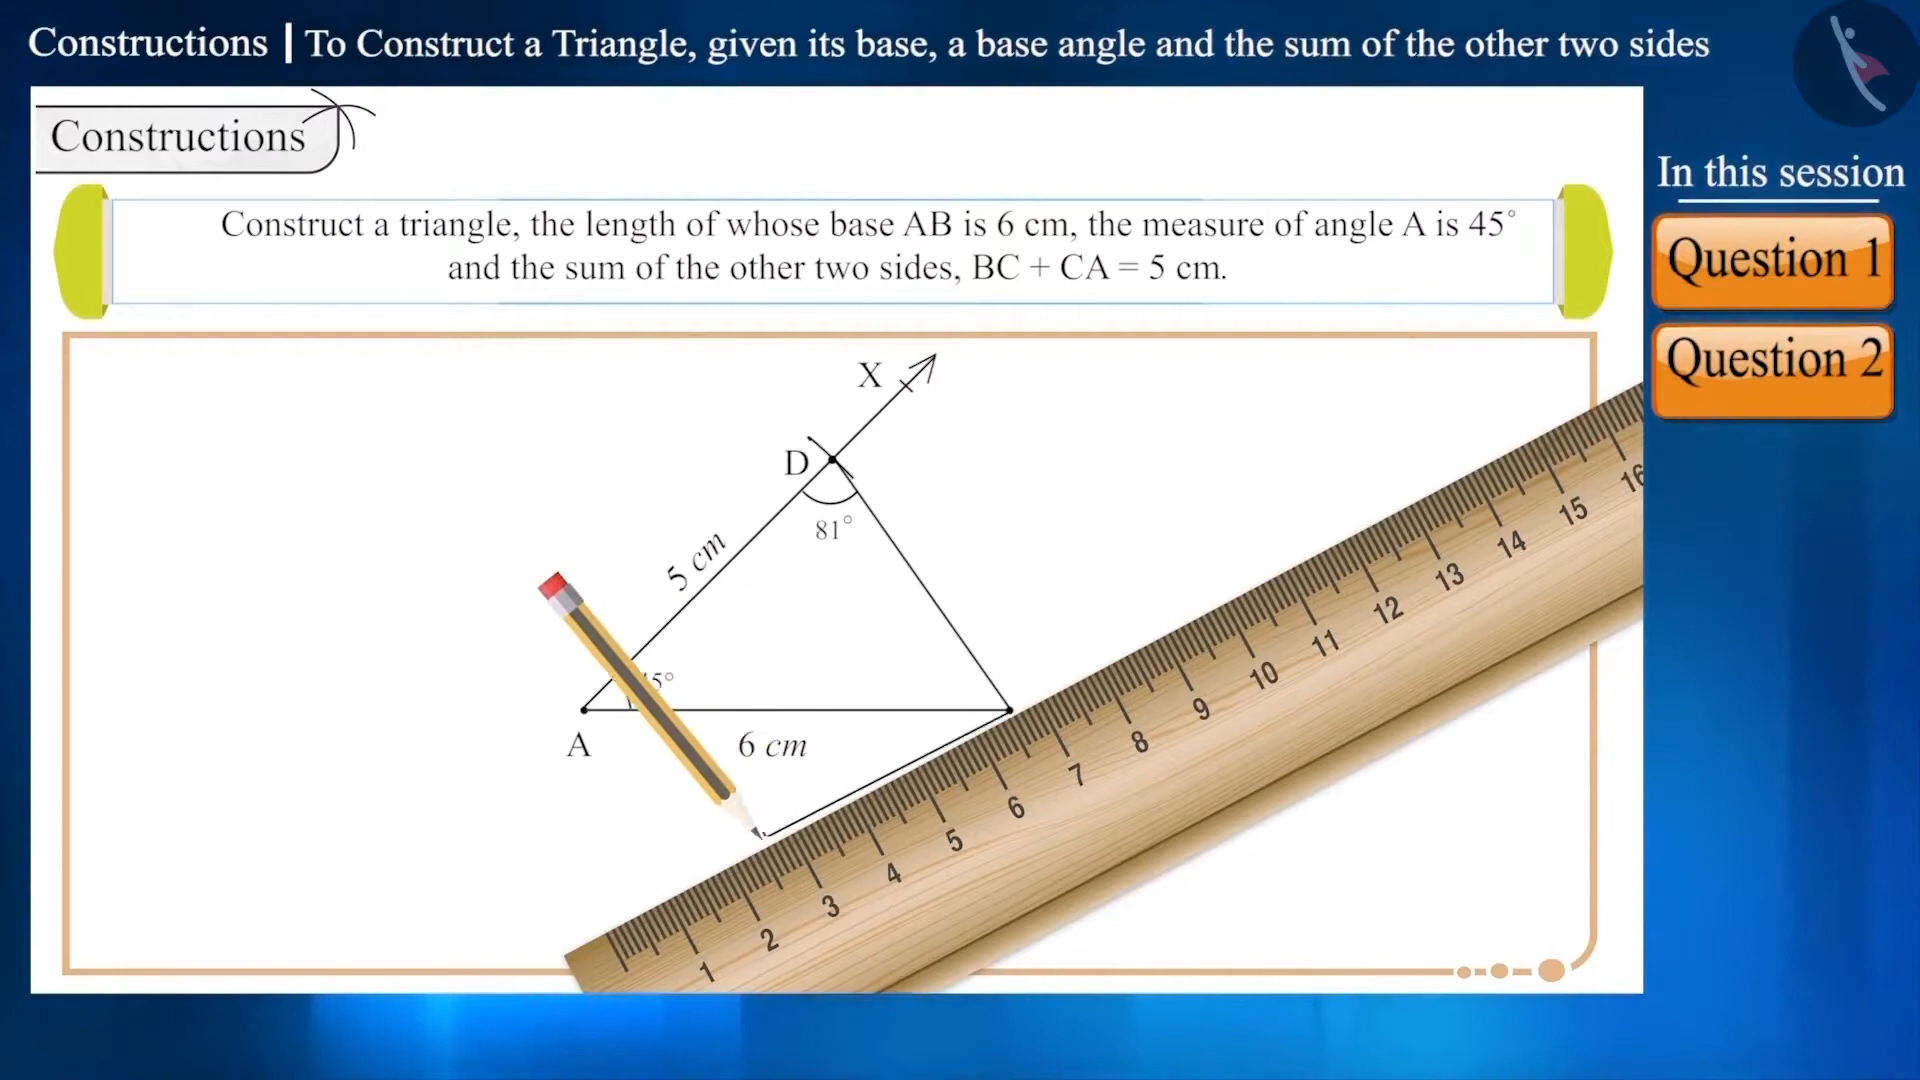 Constructions | To Construct a Triangle, given its base, a base angle and the sum of the other two sides
Constructions
In this session
Construct a triangle, the length of whose base AB is 6 cm, the measure of angle A is 45°
and the sum of the other two sides, BC + CA = 5 cm.
Question 1
Question 2
X
D
81°
5 cm
5°
A
6 cm
1 2 3 4 5 6 7 8 9 10 11 12 13 14 15 16